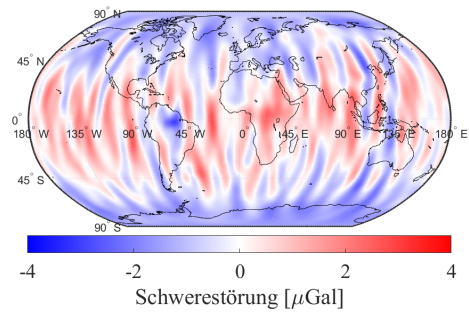 90° N
45° N
0°
180° W 135° W 90° W 45° W 0° 45° E 90° E 135° E 180° E
45° S
90° S
-4 -2 0 2 4
Schwerestörung [μGal]